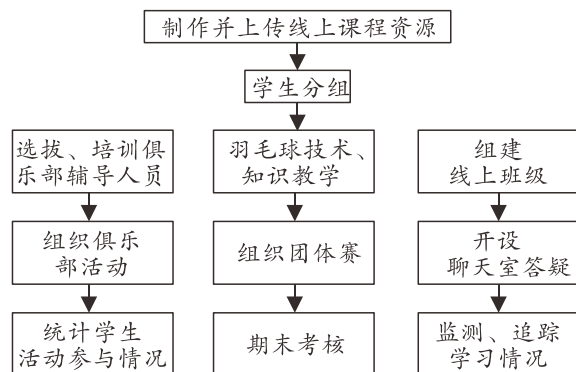 制作并上传线上课程资源
学生分组
选拔、培训俱
乐部辅导人员
组织俱乐
部活动
统计学生
活动参与情况
羽毛球技术、
知识教学
组织团体赛
期末考核
组建
线上班级
开设
聊天室答疑
监测、追踪
学习情况